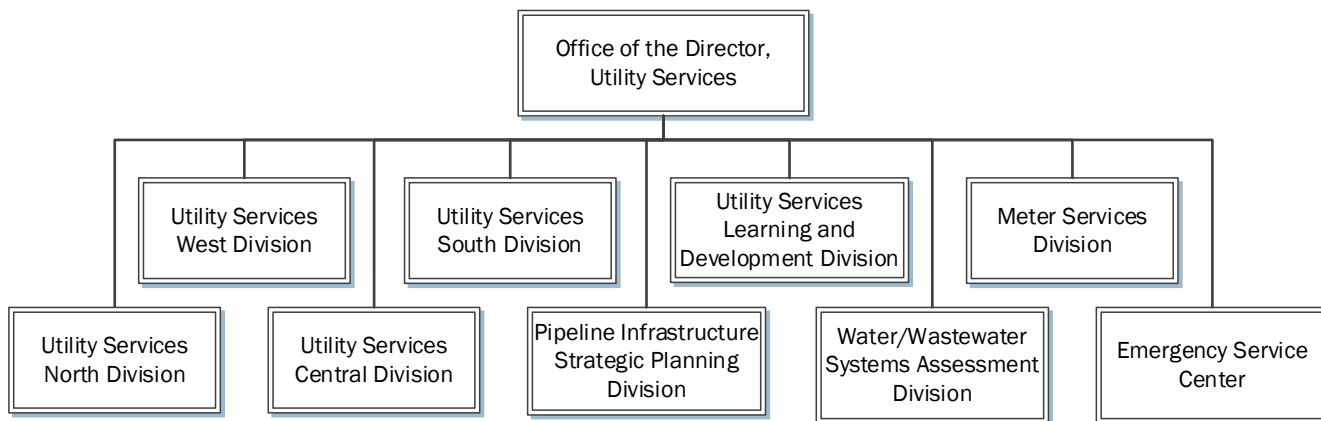 Office of the Director,
Utility Services
Utility Services
West Division
Utility Services
South Division
Utility Services
Learning and
Development Division
Meter Services
Division
Utility Services
North Division
Utility Services
Central Division
Pipeline Infrastructure
Strategic Planning
Division
Water/Wastewater
Systems Assessment
Division
Emergency Service
Center